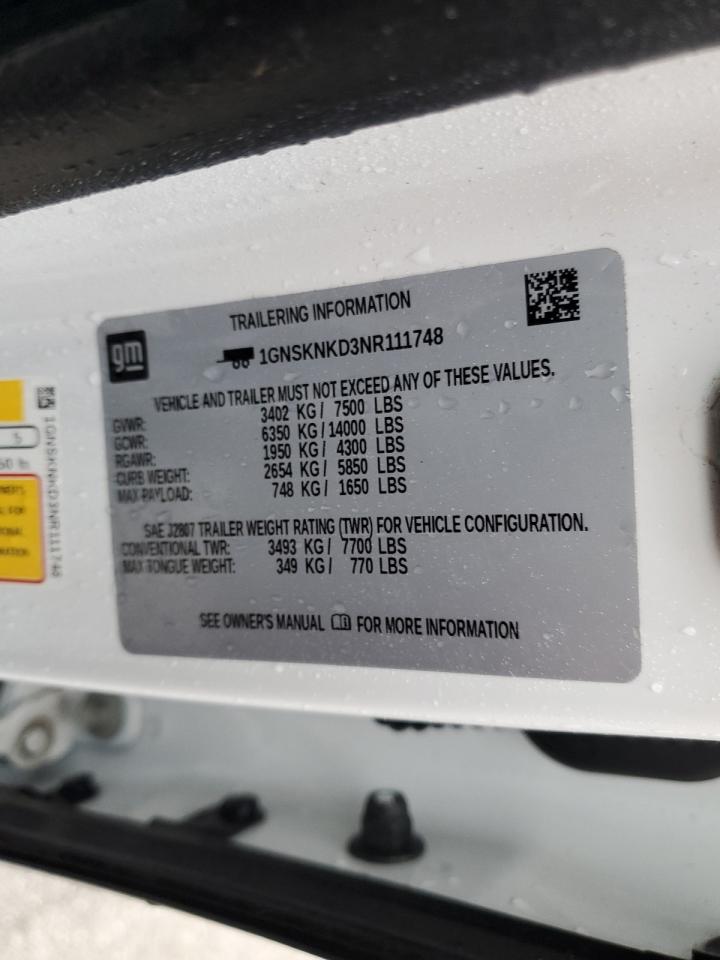 TRAILERING INFORMATION
gm
1GNSKNKD3NR111748
VEHICLE AND TRAILER MUST NOT EXCEED ANY OF THESE VALUES.
GVWR: 3402 KG/ 7500 LBS
GCWR: 6350 KG/14000 LBS
RGAWR: 1950 KG/ 4300 LBS
CURB WEIGHT: 2654 KG/ 5850 LBS
MAX PAYLOAD: 748 KG/ 1650 LBS
SAE J2807 TRAILER WEIGHT RATING (TWR) FOR VEHICLE CONFIGURATION.
CONVENTIONAL TWR: 3493 KG/ 7700 LBS
MAX TONGUE WEIGHT: 349 KG/ 770 LBS
SEE OWNER'S MANUAL FOR MORE INFORMATION
5
1GNSKNKD3NR111748